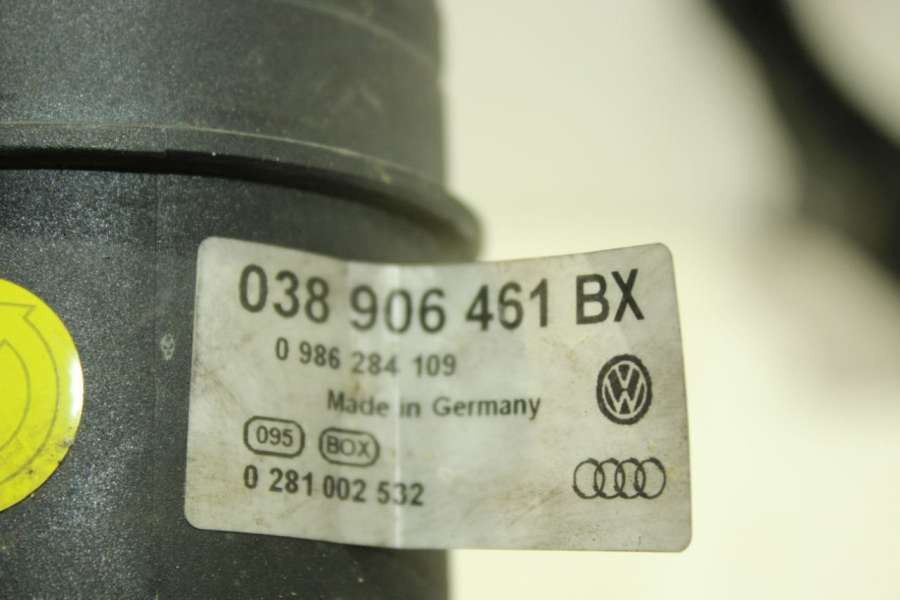 038 906 461 BX
0 986 284 109
Made in Germany
095 BOX
0 281 002 532